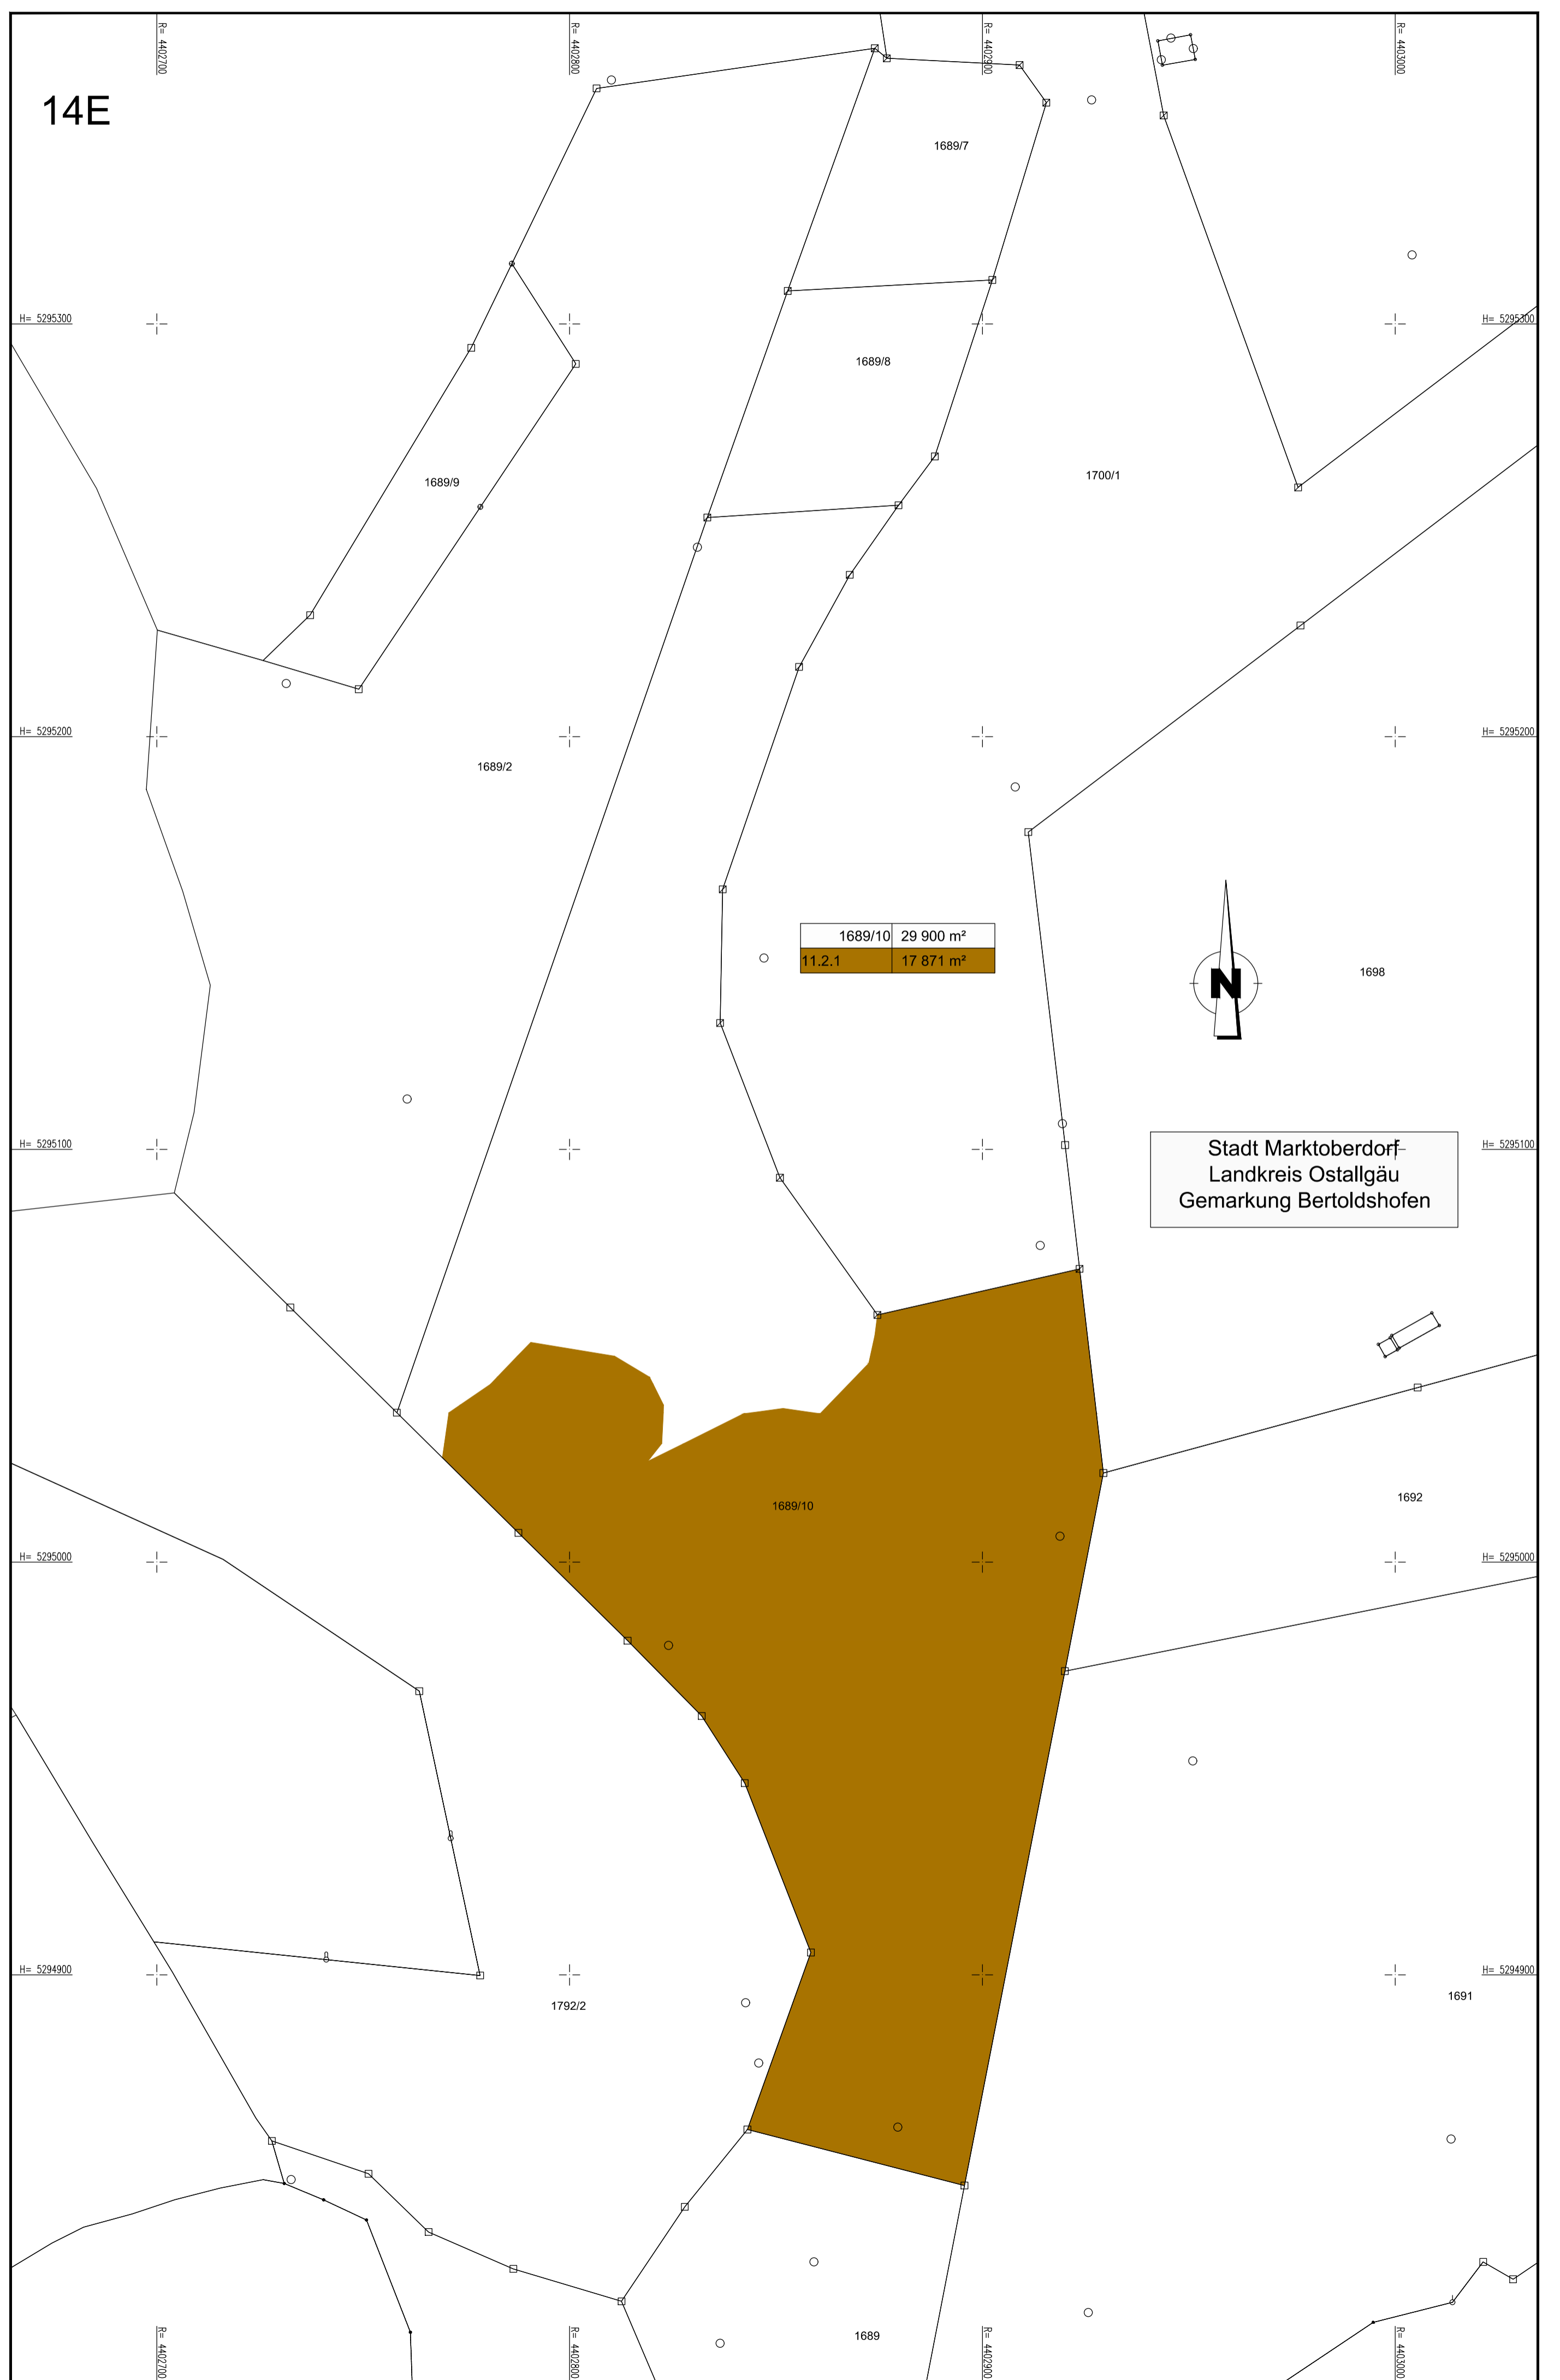 R= 4402700
R= 4402800
R= 4402900
R= 4403000
14E
1689/7
H= 5295300
H= 5295300
1689/8
1689/9
1700/1
H= 5295200
H= 5295200
1689/2
1689/10 29 900 m²
11.2.1 17 871 m²
1698
N
H= 5295100
H= 5295100
Stadt Marktoberdorf
Landkreis Ostallgäu
Gemarkung Bertoldshofen
1692
1689/10
H= 5295000
H= 5295000
H= 5294900
H= 5294900
1691
1792/2
1689
R= 4402700
R= 4402800
R= 4402900
R= 4403000